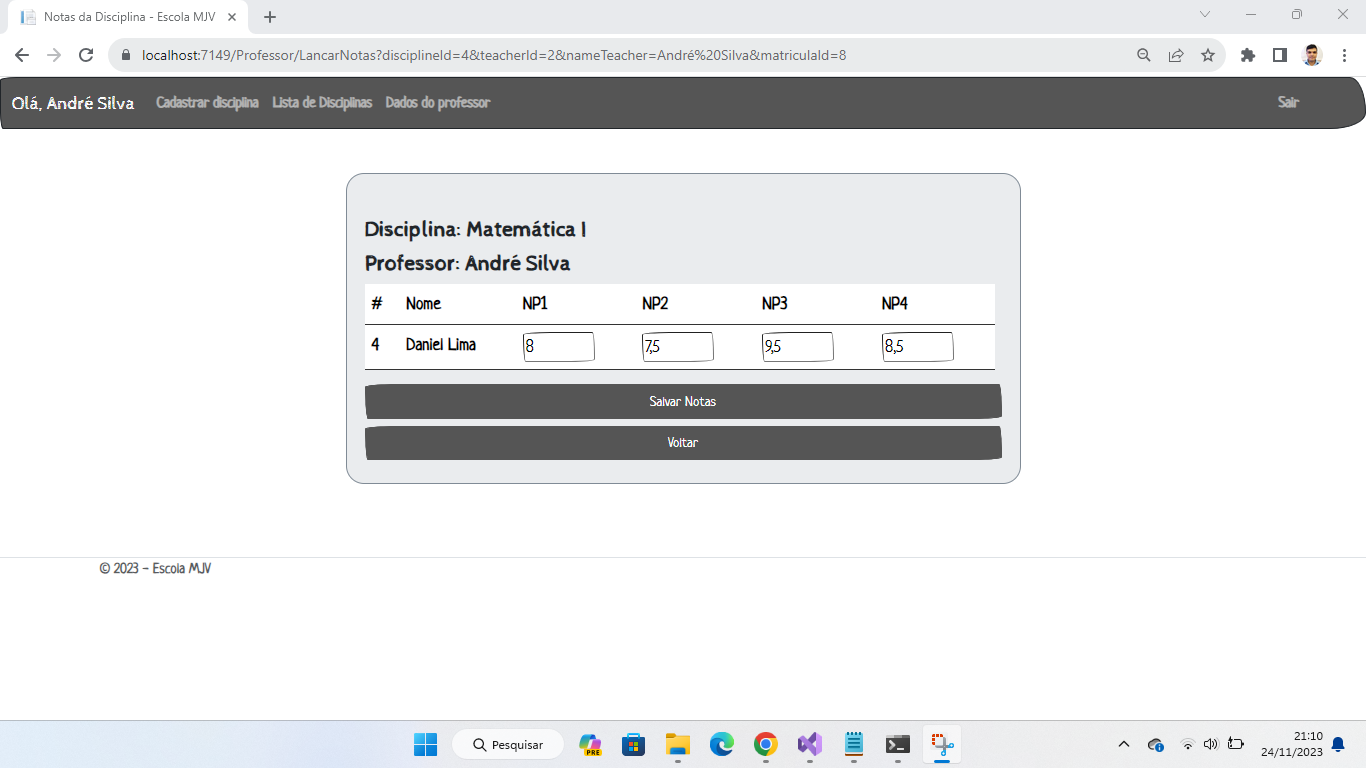 Notas da Disciplina - Escola MJV
localhost:7149/Professor/LancarNotas?disciplineId=4&teacherId=2&nameTeacher=André%20Silva&matriculaId=8
Olá, André Silva Cadastrar disciplina Lista de Disciplinas Dados do professor Sair
Disciplina: Matemática I
Professor: André Silva
# Nome NP1 NP2 NP3 NP4
4 Daniel Lima 8 7,5 9,5 8,5
Salvar Notas
Voltar
© 2023 - Escola MJV
Pesquisar PRE 21:10
24/11/2023